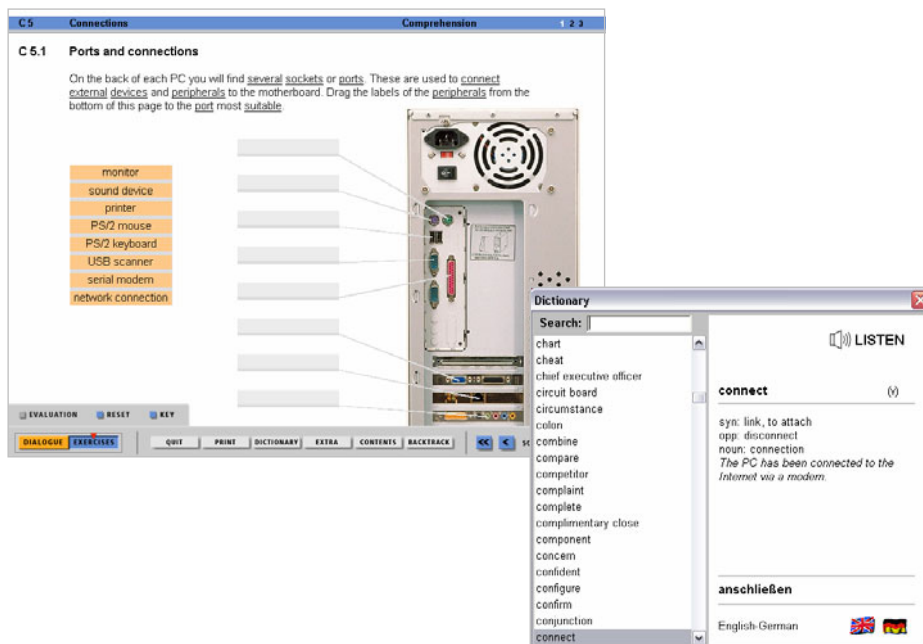 C 5 Connections Comprehension 1 2 3
C 5.1 Ports and connections
On the back of each PC you will find several sockets or ports. These are used to connect
external devices and peripherals to the motherboard. Drag the labels of the peripherals from the
bottom of this page to the port most suitable.
monitor
sound device
printer
PS/2 mouse
PS/2 keyboard
USB scanner
serial modem
network connection
EVALUATION RESET KEY
DIALOGUE EXERCISES QUIT PRINT DICTIONARY EXTRA CONTENTS BACKTRACK
Dictionary
Search:
chart
cheat
chief executive officer
circuit board
circumstance
colon
combine
compare
competitor
complaint
complete
complimentary close
component
concern
confident
configure
confirm
conjunction
connect
LISTEN
connect (v)
syn: link, to attach
opp: disconnect
noun: connection
The PC has been connected to the
Internet via a modem.
anschließen
English-German